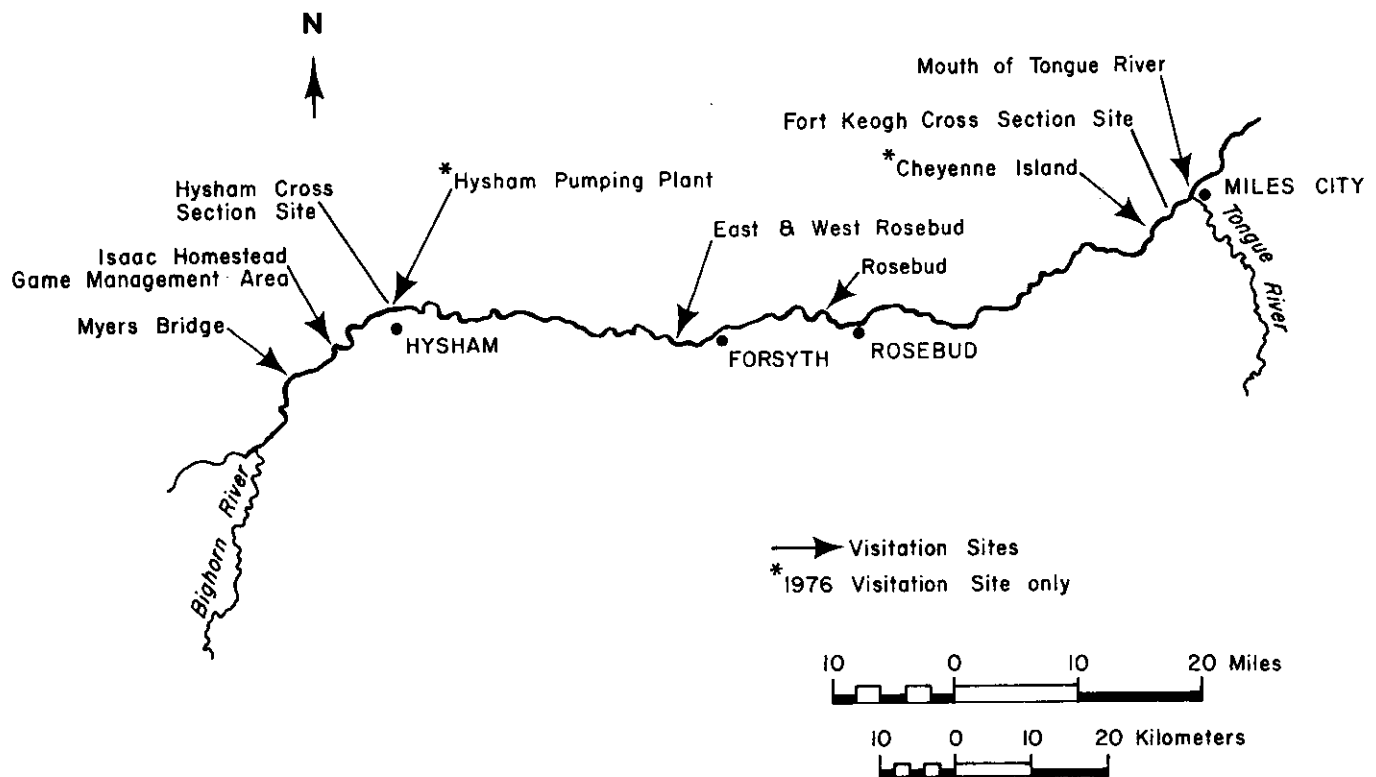 N
Mouth of Tongue River
Fort Keogh Cross Section Site
*Cheyenne Island
MILES CITY
Tongue River
*Hysham Pumping Plant
Hysham Cross
Section Site
East & West Rosebud
Isaac Homestead
Game Management Area
Rosebud
Myers Bridge
HYSHAM
FORSYTH
ROSEBUD
Bighorn River
Visitation Sites
*1976 Visitation Site only
10 0 10 20 Miles
10 0 10 20 Kilometers